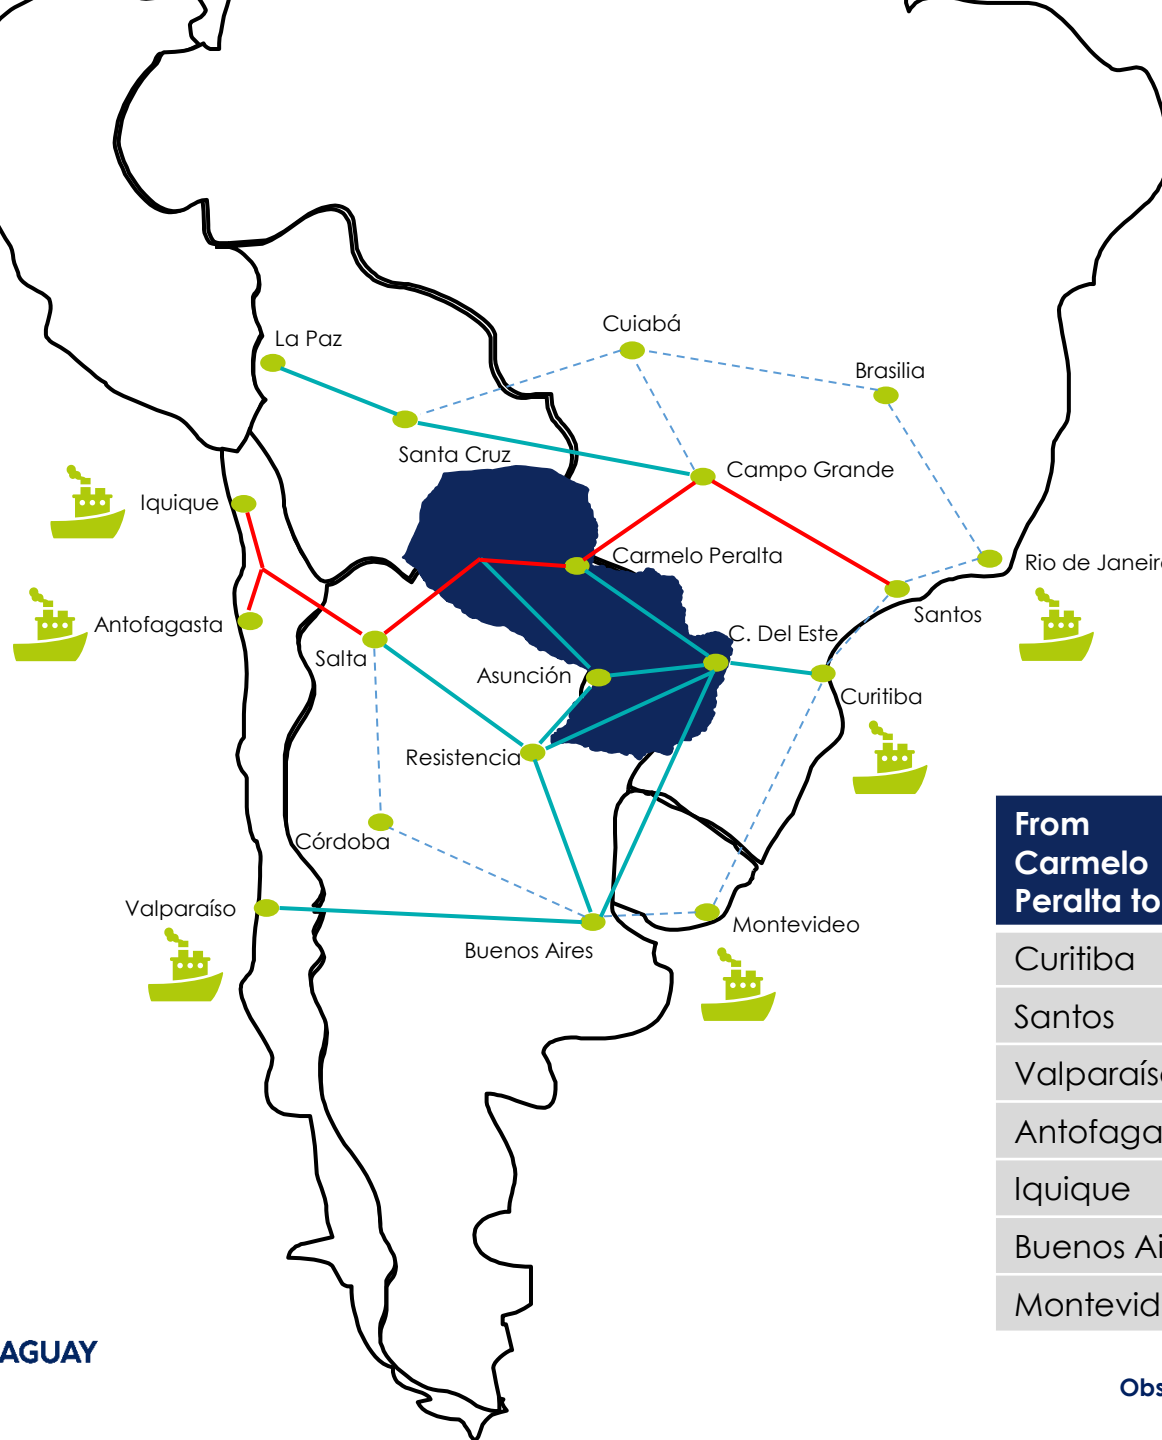 Cuiabá
La Paz
Brasilia
Santa Cruz
Campo Grande
Iquique
Carmelo Peralta
Rio de Janeir
Antofagasta
Santos
C. Del Este
Salta
Asunción
Curitiba
Resistencia
Córdoba
Valparaíso
Montevideo
Buenos Aires
From
Carmelo
Peralta to
Curitiba
Santos
Valparaís
Antofaga
Iquique
Buenos Ai
Montevid
AGUAY
Obs